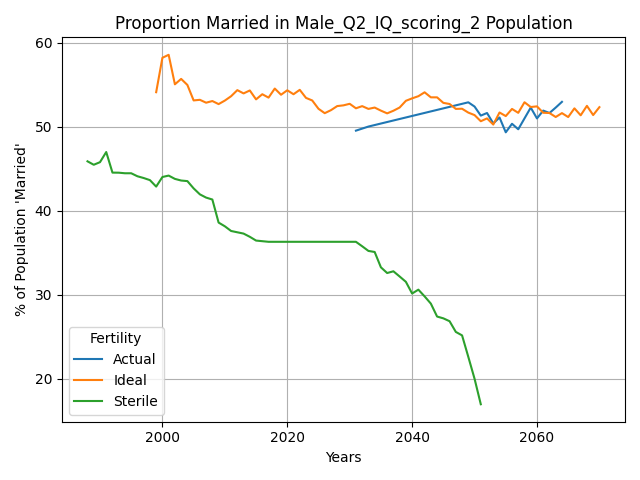 Proportion Married in Male_Q2_IQ_scoring_2 Population
% of Population 'Married'
60
50
40
30
20
Fertility
Actual
Ideal
Sterile
2000
2020
2040
2060
Years